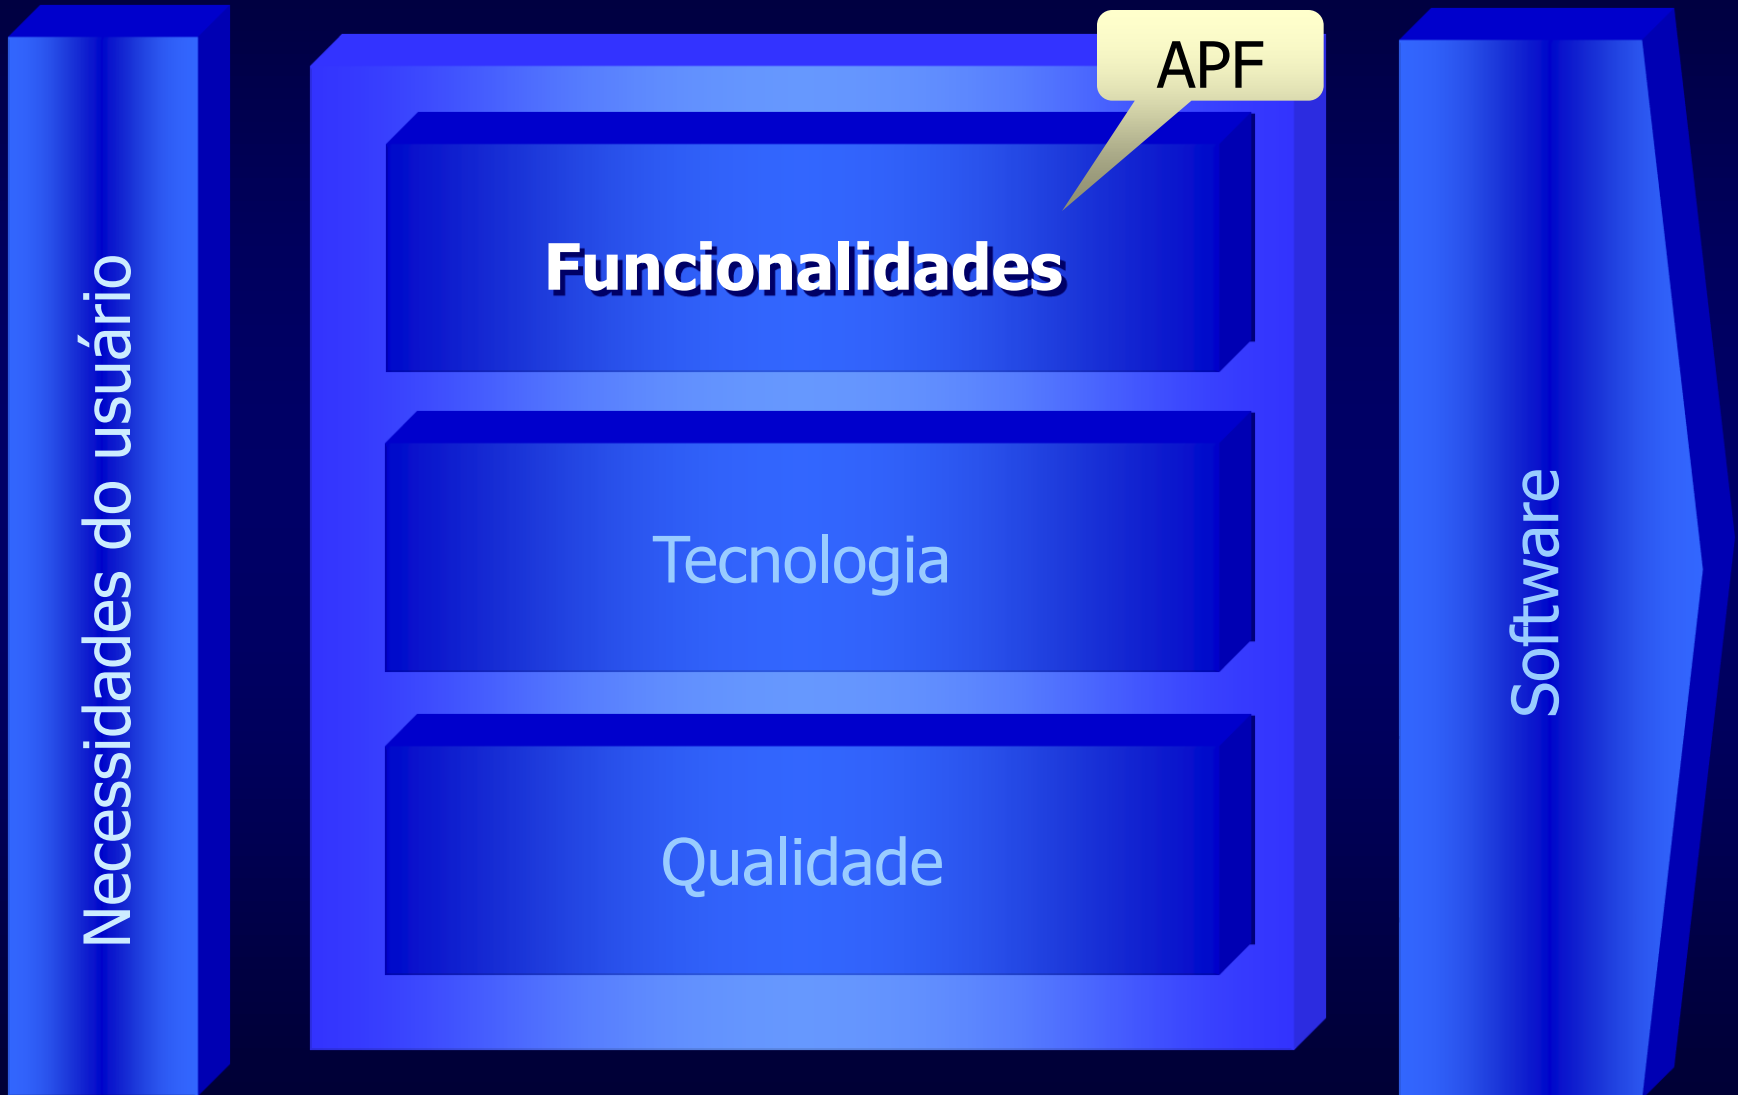 Necessidades do usuário
APF
Funcionalidades
Tecnologia
Qualidade
Software